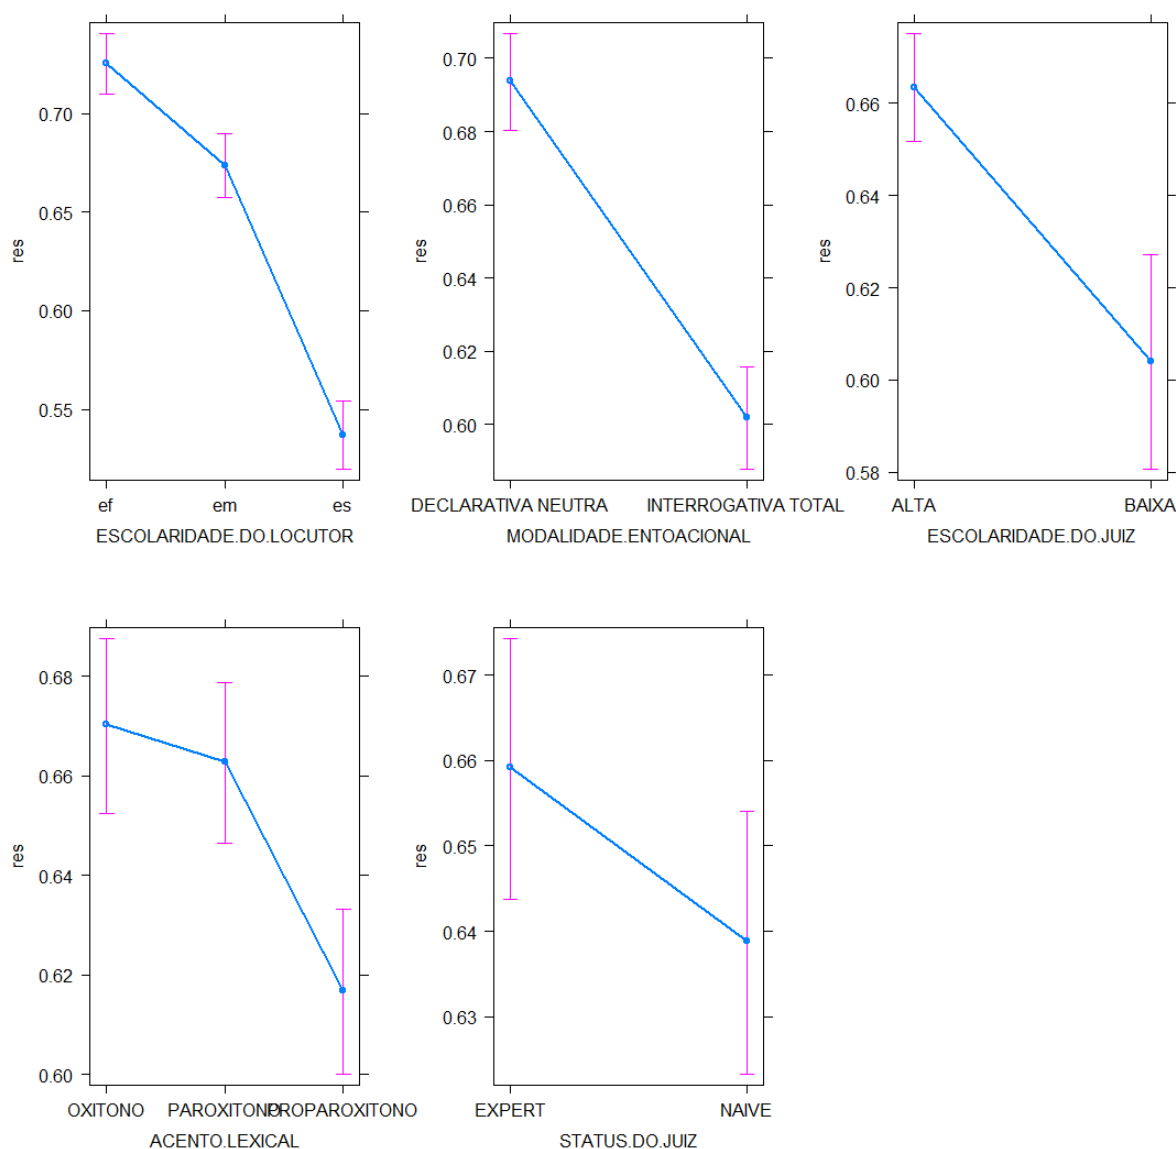 0.70
0.65
0.60
0.55
res
ef em es
ESCOLARIDADE.DO.LOCUTOR
0.70
0.68
0.66
0.64
0.62
0.60
res
DECLARATIVA NEUTRA INTERROGATIVA TOTAL
MODALIDADE.ENTOACIONAL
0.66
0.64
0.62
0.60
0.58
res
ALTA BAIXA
ESCOLARIDADE.DO.JUIZ
0.68
0.66
0.64
0.62
0.60
res
OXITONO PAROXITONO PROPAROXITONO
ACENTO.LEXICAL
0.67
0.66
0.65
0.64
0.63
res
EXPERT NAIVE
STATUS.DO.JUIZ